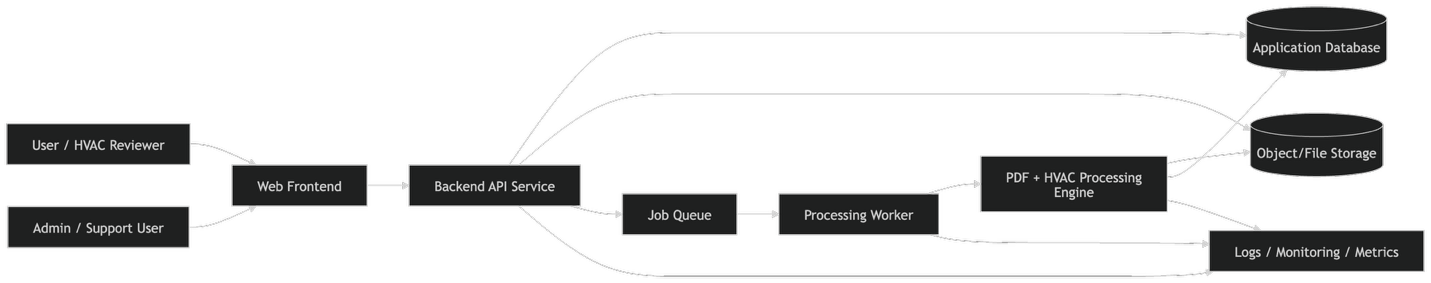 User / HVAC Reviewer
Admin / Support User
Web Frontend
Backend API Service
Job Queue
Processing Worker
PDF + HVAC Processing
Engine
Application Database
Object/File Storage
Logs / Monitoring / Metrics